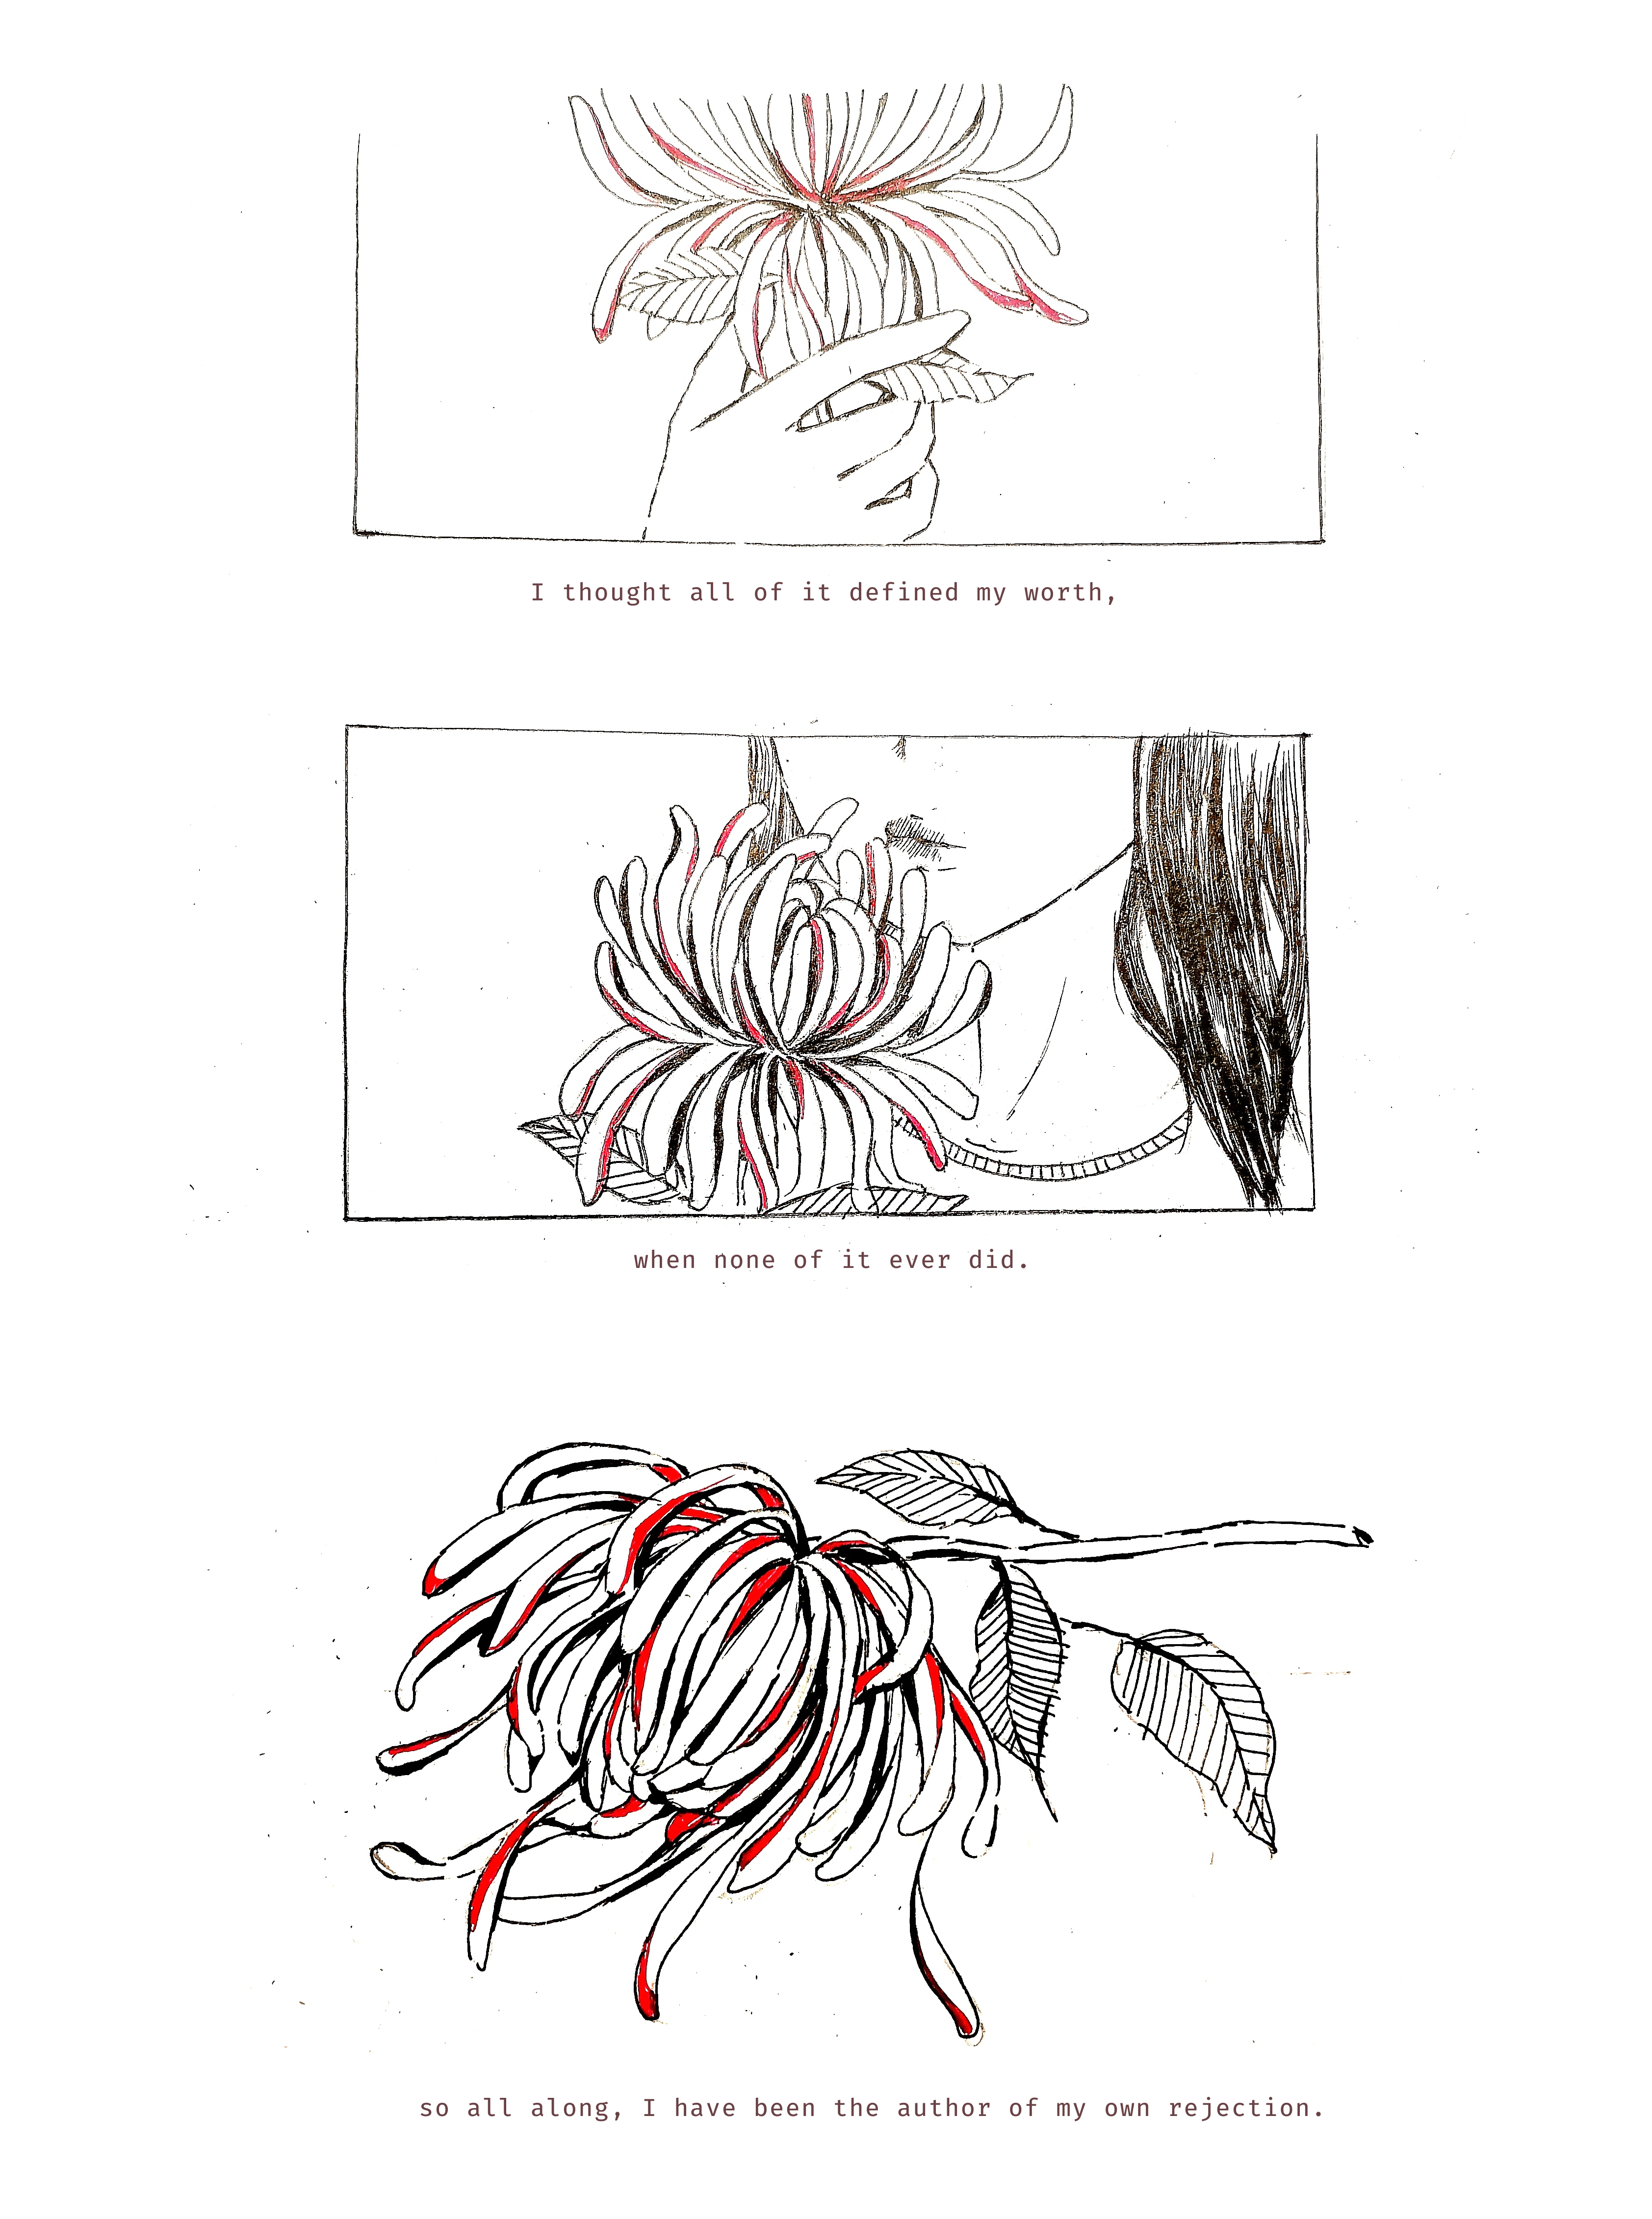 I thought all of it defined my worth,
when none of it ever did.
so all along, I have been the author of my own rejection.